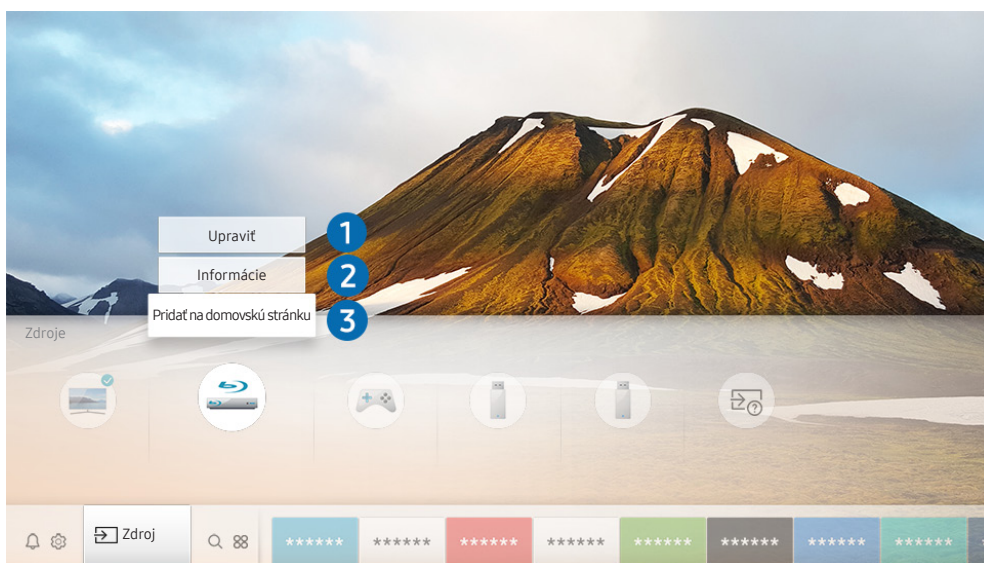 Upraviť
1
Informácie
2
Pridať na domovskú stránku
3
Zdroje
Zdroj
****** ****** ****** ****** ****** ****** ****** ******